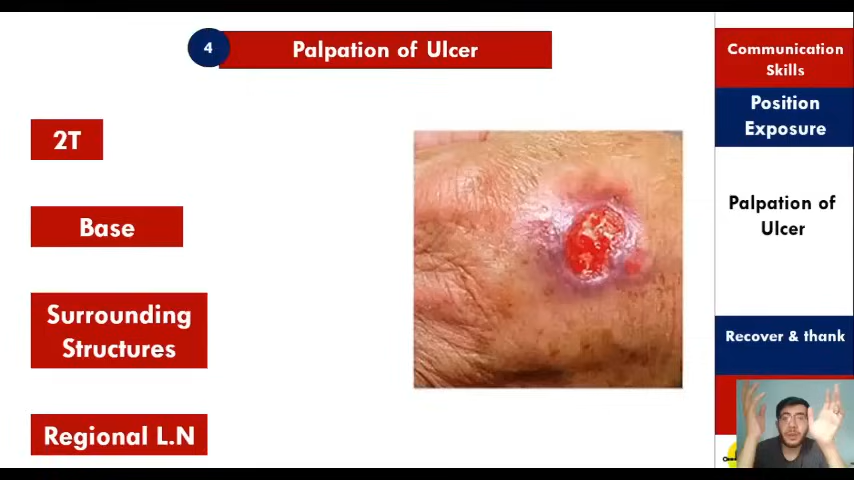 4
Palpation of Ulcer
2T
Base
Surrounding
Structures
Regional L.N
Communication
Skills
Position
Exposure
Palpation of
Ulcer
Recover & thank